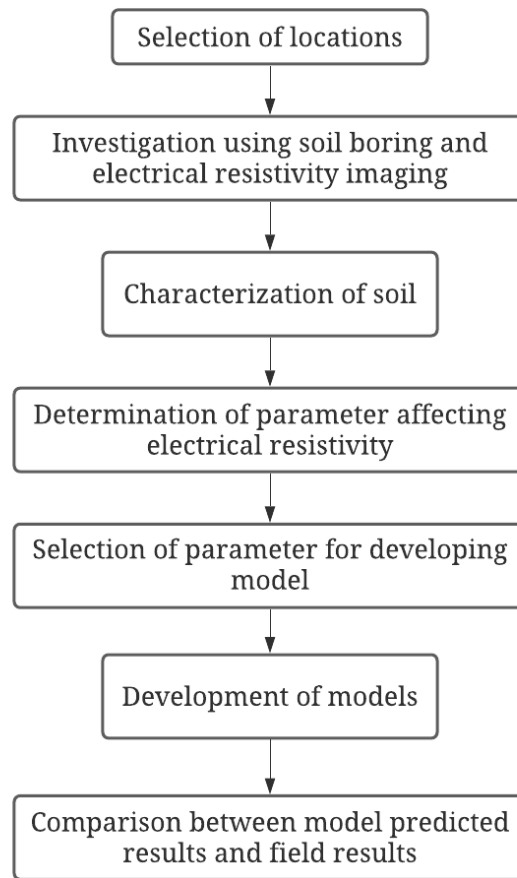 Selection of locations
Investigation using soil boring and
electrical resistivity imaging
Characterization of soil
Determination of parameter affecting
electrical resistivity
Selection of parameter for developing
model
Development of models
Comparison between model predicted
results and field results